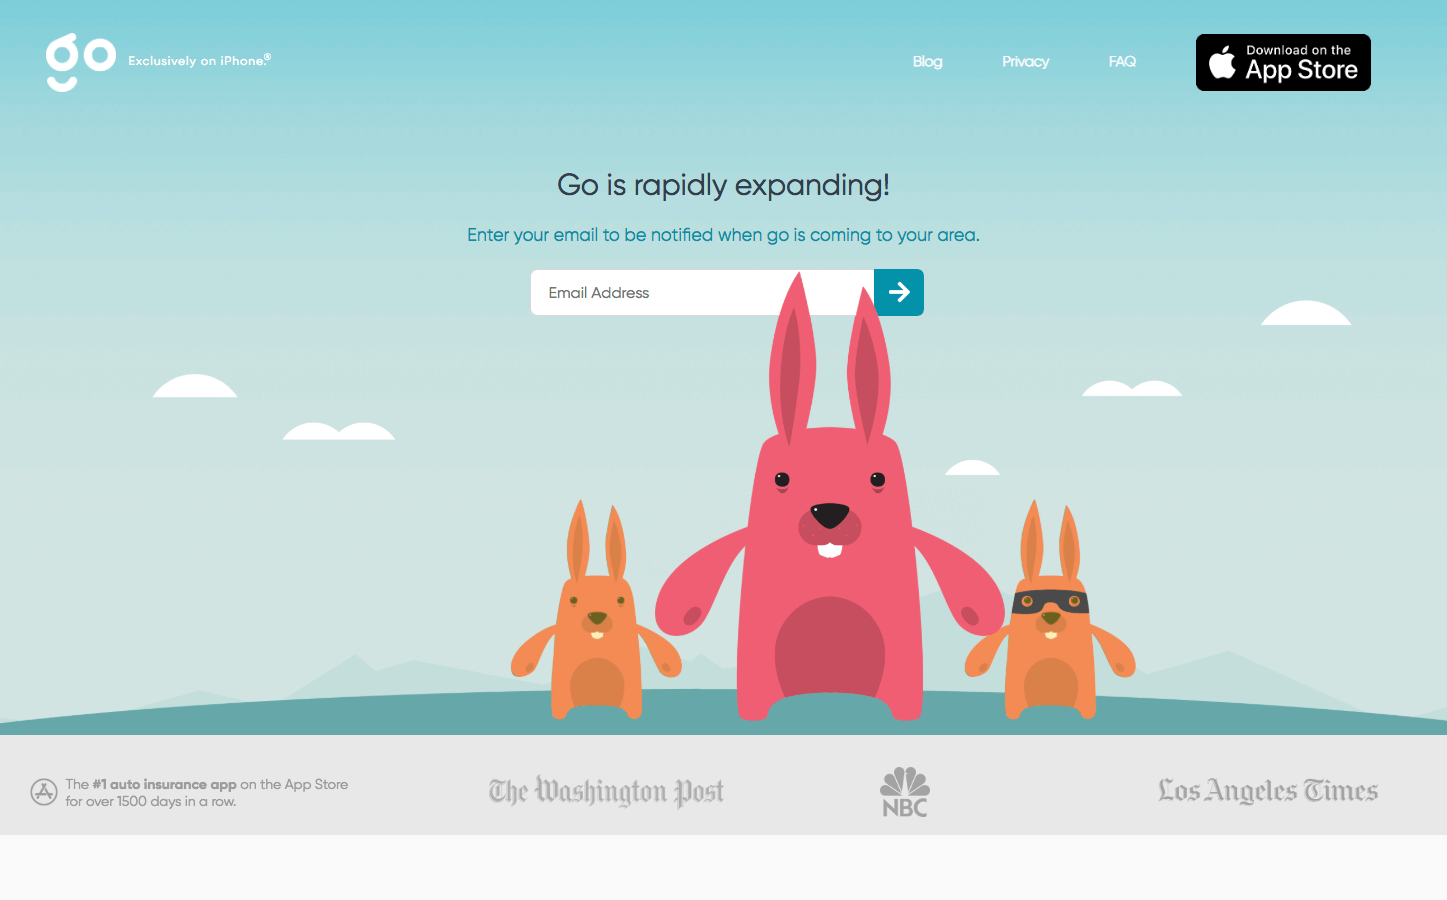 go
Exclusively on iPhone.®
Blog
Privacy
FAQ
Download on the
App Store
Go is rapidly expanding!
Enter your email to be notified when go is coming to your area.
Email Address
The #1 auto insurance app on the App Store
for over 1500 days in a row.
The Washington Post
NBC
Los Angeles Times